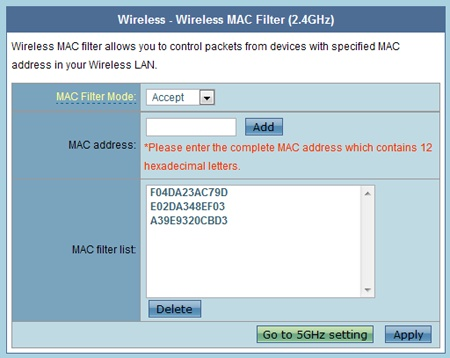 Wireless - Wireless MAC Filter (2.4GHz)
Wireless MAC filter allows you to control packets from devices with specified MAC
address in your Wireless LAN.
MAC Filter Mode: Accept
MAC address: Add
*Please enter the complete MAC address which contains 12
hexadecimal letters.
MAC filter list:
F04DA23AC79D
E02DA348EF03
A39E9320CBD3
Delete
Go to 5GHz setting Apply